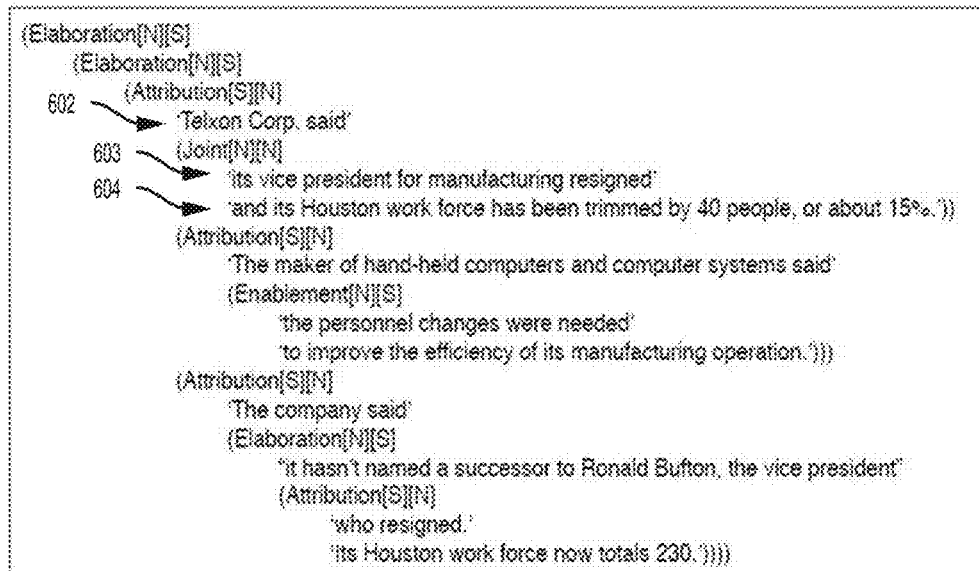 (Elaboration[N][S]
(Elaboration[N][S]
(Attribution[S][N]
602
'Telxon Corp. said'
(Joint[N][N]
603
'its vice president for manufacturing resigned'
604
'and its Houston work force has been trimmed by 40 people, or about 15%.'))
(Attribution[S][N]
'The maker of hand-held computers and computer systems said'
(Enablement[N][S]
'the personnel changes were needed'
'to improve the efficiency of its manufacturing operation.')))
(Attribution[S][N]
'The company said'
(Elaboration[N][S]
"it hasn't named a successor to Ronald Bufton, the vice president"
(Attribution[S][N]
'who resigned.'
'Its Houston work force now totals 230.'))))